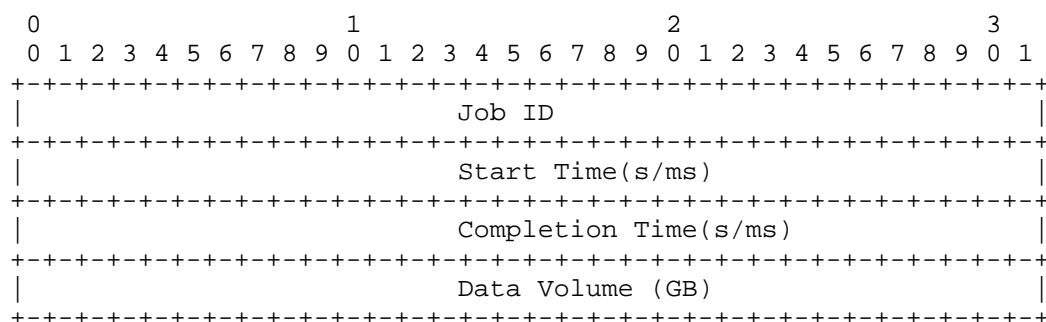 0                   1                   2                   3
 0 1 2 3 4 5 6 7 8 9 0 1 2 3 4 5 6 7 8 9 0 1 2 3 4 5 6 7 8 9 0 1
+-+-+-+-+-+-+-+-+-+-+-+-+-+-+-+-+-+-+-+-+-+-+-+-+-+-+-+-+-+-+-+-+
|                           Job ID                              |
+-+-+-+-+-+-+-+-+-+-+-+-+-+-+-+-+-+-+-+-+-+-+-+-+-+-+-+-+-+-+-+-+
|                           Start Time(s/ms)                    |
+-+-+-+-+-+-+-+-+-+-+-+-+-+-+-+-+-+-+-+-+-+-+-+-+-+-+-+-+-+-+-+-+
|                           Completion Time(s/ms)               |
+-+-+-+-+-+-+-+-+-+-+-+-+-+-+-+-+-+-+-+-+-+-+-+-+-+-+-+-+-+-+-+-+
|                           Data Volume (GB)                    |
+-+-+-+-+-+-+-+-+-+-+-+-+-+-+-+-+-+-+-+-+-+-+-+-+-+-+-+-+-+-+-+-+